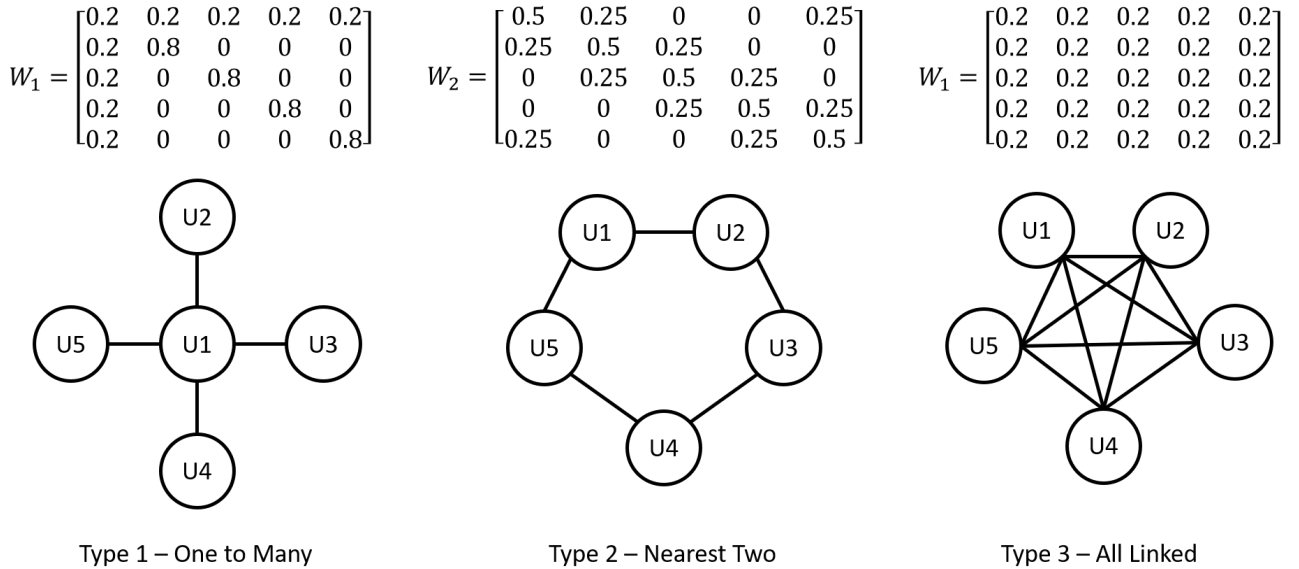 W₁ = [0.2 0.2 0.2 0.2 0.2
0.2 0.8 0 0 0
0.2 0 0.8 0 0
0.2 0 0 0.8 0
0.2 0 0 0 0.8]
W₂ = [0.5 0.25 0 0 0.25
0.25 0.5 0.25 0 0
0 0.25 0.5 0.25 0
0 0 0.25 0.5 0.25
0.25 0 0 0.25 0.5]
W₁ = [0.2 0.2 0.2 0.2 0.2
0.2 0.2 0.2 0.2 0.2
0.2 0.2 0.2 0.2 0.2
0.2 0.2 0.2 0.2 0.2
0.2 0.2 0.2 0.2 0.2]
U2
U5 U1 U3
U4
Type 1 – One to Many
U1 U2
U5 U3
U4
Type 2 – Nearest Two
U1 U2
U5 U3
U4
Type 3 – All Linked